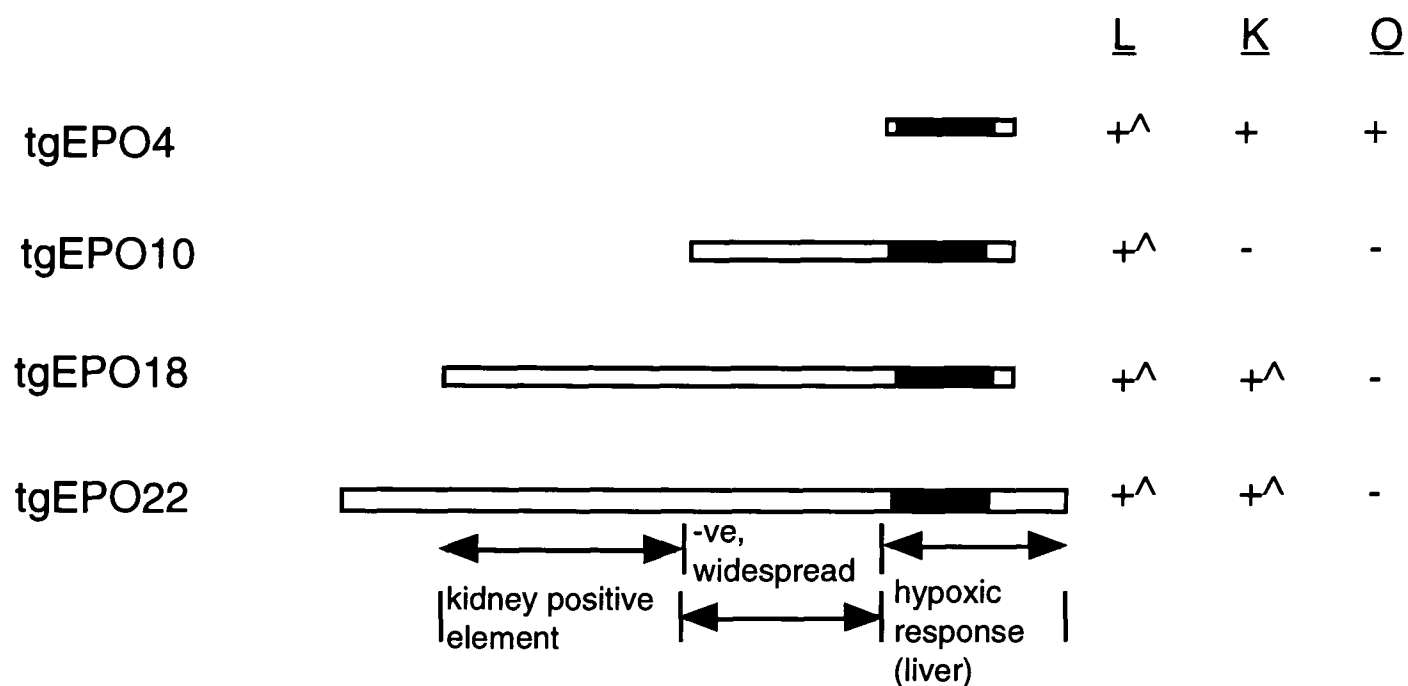 L K O
tgEPO4 +^ + +
tgEPO10 +^ - -
tgEPO18 +^ +^ -
tgEPO22 +^ +^ -
-ve,
widespread
kidney positive
element
hypoxic
response
(liver)